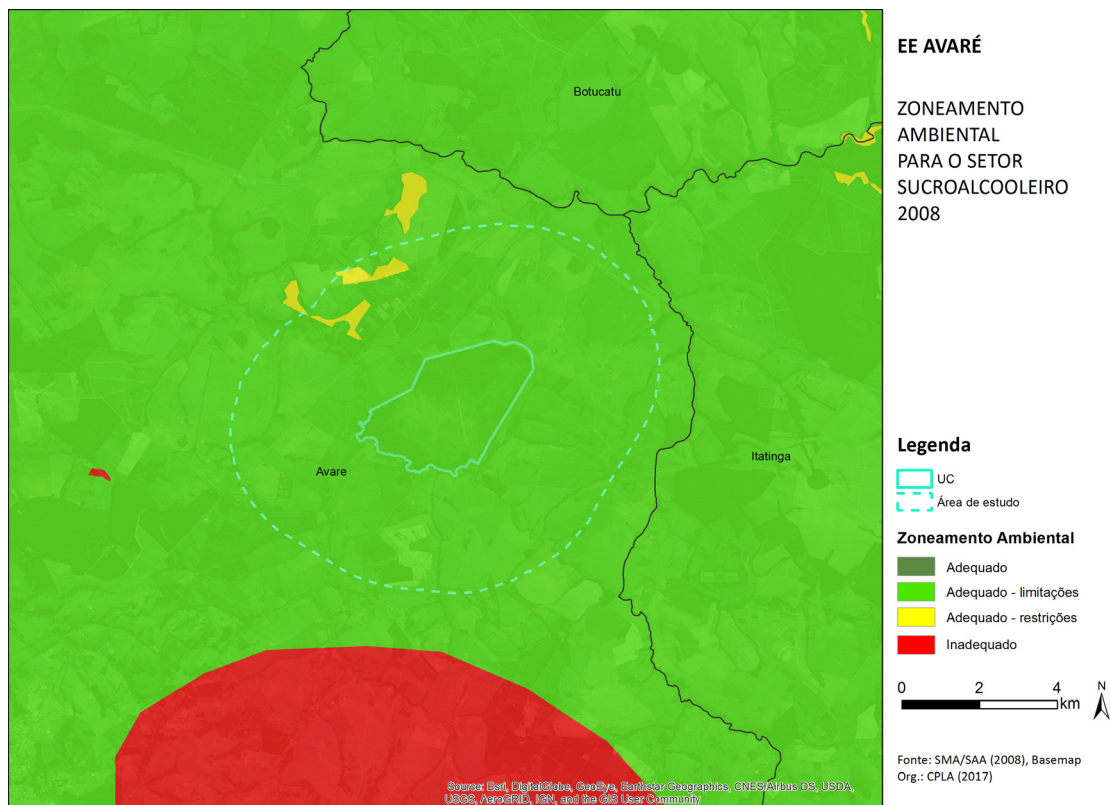 EE AVARÉ
ZONEAMENTO
AMBIENTAL
PARA O SETOR
SUCROALCOOLEIRO
2008
Botucatu
Avare
Itatinga
Legenda
UC
Área de estudo
Zoneamento Ambiental
Adequado
Adequado - limitações
Adequado - restrições
Inadequado
0 2 4
km
N
Fonte: SMA/SAA (2008), Basemap
Org.: CPLA (2017)
Source: Esri, DigitalGlobe, GeoEye, Earthstar Geographics, CNES/Airbus DS, USDA,
USGS, AeroGRID, IGN, and the GIS User Community